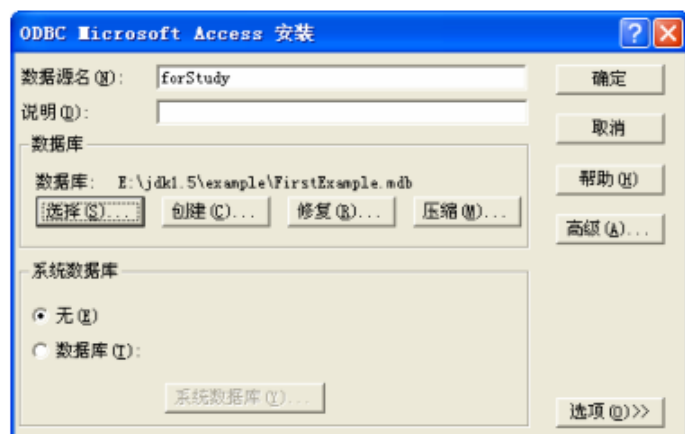 ODBC Microsoft Access 安装
数据源名(N): forStudy
确定
说明(D):
取消
数据库
数据库: E:\jdk1.5\example\FirstExample.mdb
帮助(H)
选择(S)... 创建(C)... 修复(R)... 压缩(M)...
高级(A)...
系统数据库
无(E)
数据库(T):
系统数据库(Y)...
选项(O)>>